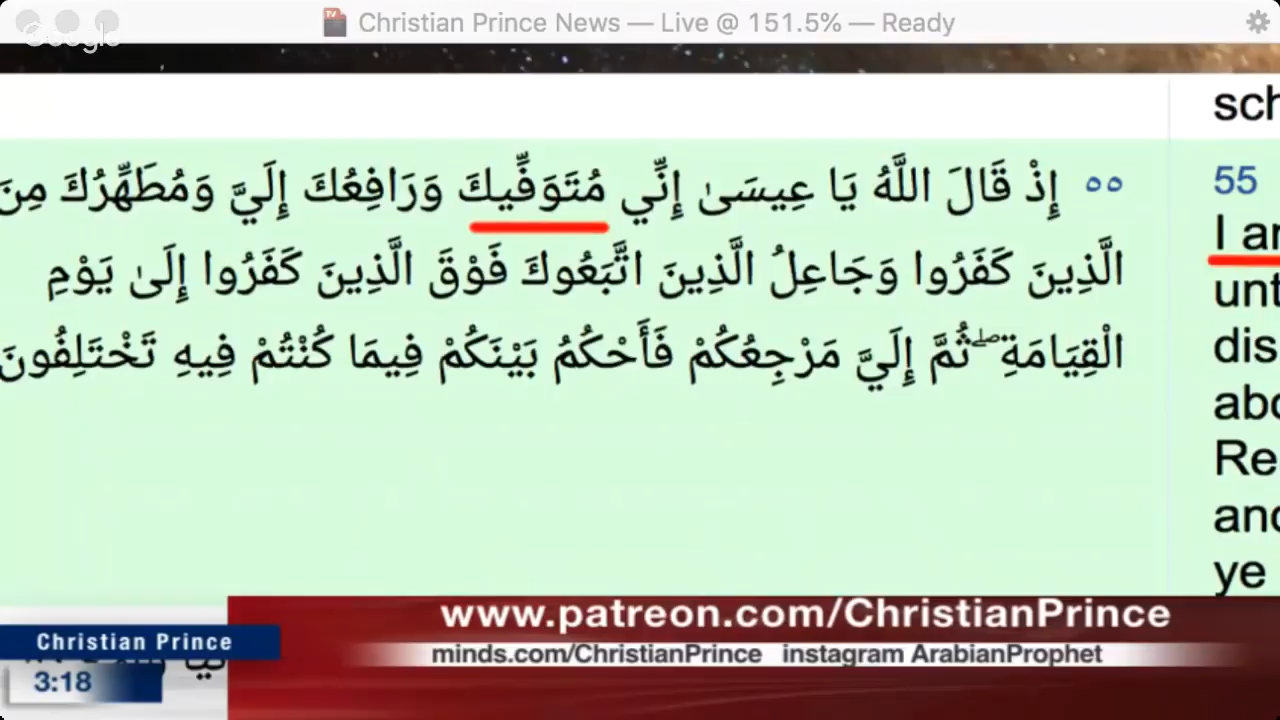 Christian Prince News — Live @ 151.5% — Ready
Google
٥٥ إِذْ قَالَ اللَّهُ يَا عِيسَىٰ إِنِّي مُتَوَفِّيكَ وَرَافِعُكَ إِلَيَّ وَمُطَهِّرُكَ مِنَ
الَّذِينَ كَفَرُوا وَجَاعِلُ الَّذِينَ اتَّبَعُوكَ فَوْقَ الَّذِينَ كَفَرُوا إِلَىٰ يَوْمِ
الْقِيَامَةِ ۖ ثُمَّ إِلَيَّ مَرْجِعُكُمْ فَأَحْكُمُ بَيْنَكُمْ فِيمَا كُنْتُمْ فِيهِ تَخْتَلِفُونَ
sch
55
I ar
unt
dis
abo
Re
and
ye
www.patreon.com/ChristianPrince
minds.com/ChristianPrince instagram ArabianProphet
Christian Prince
3:18